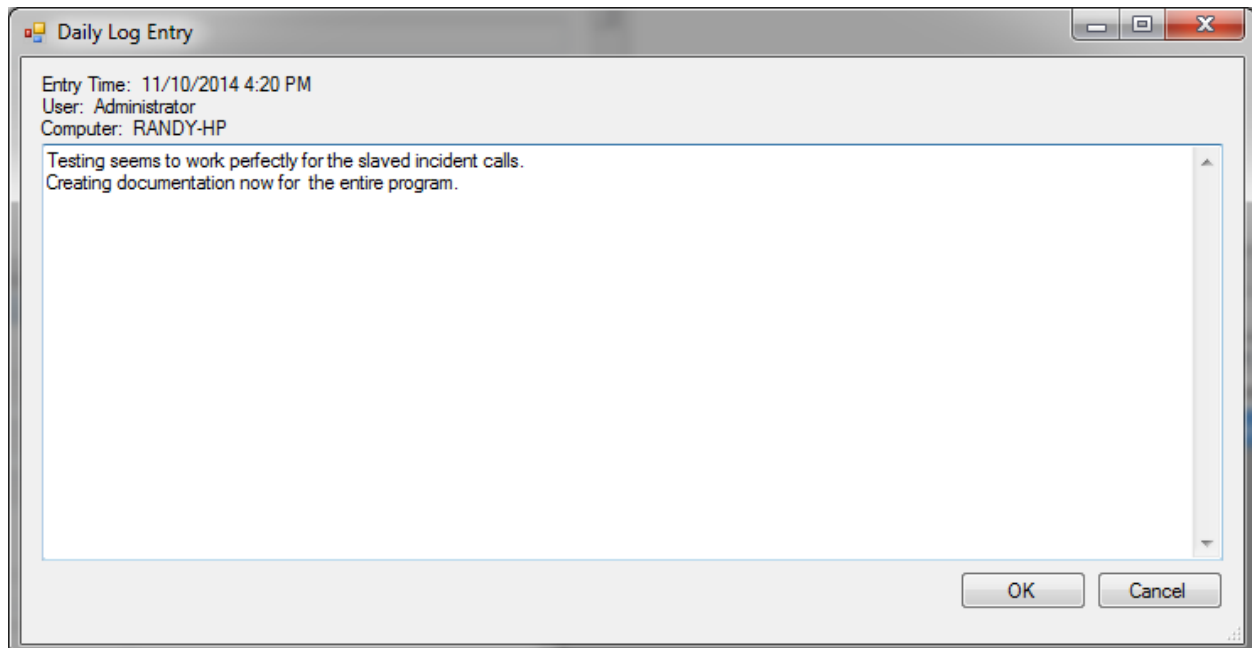 Daily Log Entry
Entry Time: 11/10/2014 4:20 PM
User: Administrator
Computer: RANDY-HP
Testing seems to work perfectly for the slaved incident calls.
Creating documentation now for  the entire program.
OK Cancel